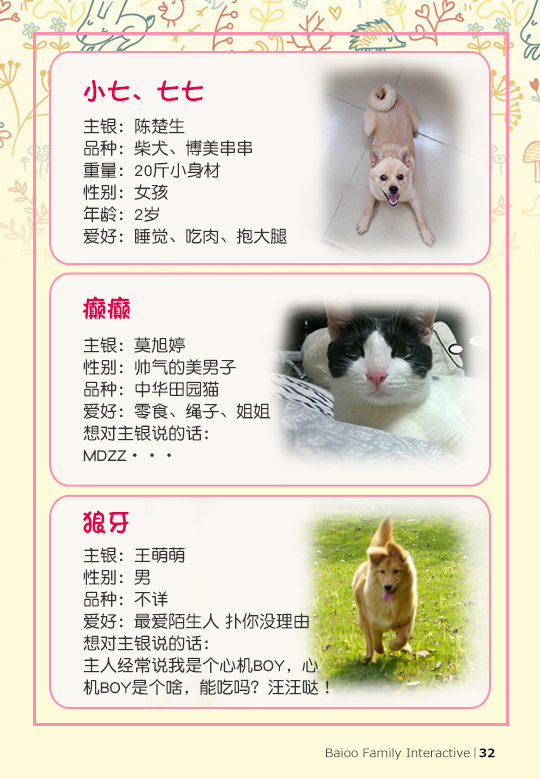 小七、七七
主银：陈楚生
品种：柴犬、博美串串
重量：20斤小身材
性别：女孩
年龄：2岁
爱好：睡觉、吃肉、抱大腿
癫癫
主银：莫旭婷
性别：帅气的美男子
品种：中华田园猫
爱好：零食、绳子、姐姐
想对主银说的话：
MDZZ···
狼牙
主银：王萌萌
性别：男
品种：不详
爱好：最爱陌生人 扑你没理由
想对主银说的话：
主人经常说我是个心机BOY，心
机BOY是个啥，能吃吗？汪汪哒！
Baioo Family Interactive | 32